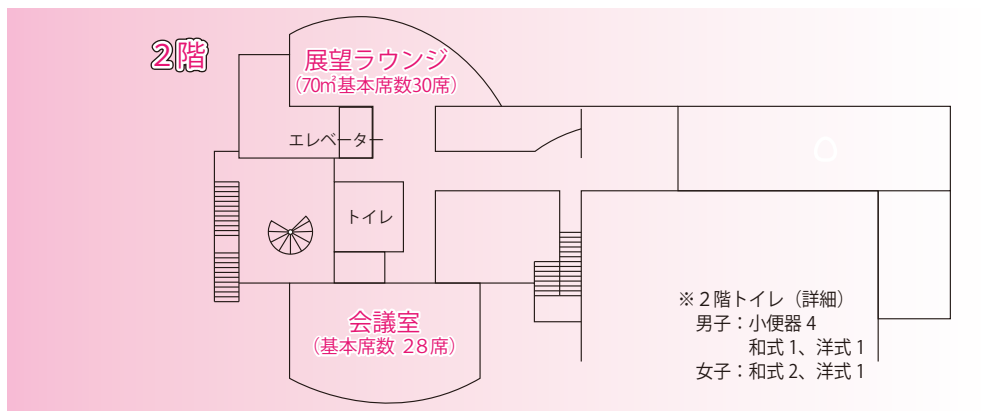 ２階
展望ラウンジ
（70㎡基本席数30席）
エレベーター
トイレ
会議室
（基本席数 ２8席）
※２階トイレ（詳細）
男子：小便器 4
和式 1、洋式 1
女子：和式 2、洋式 1